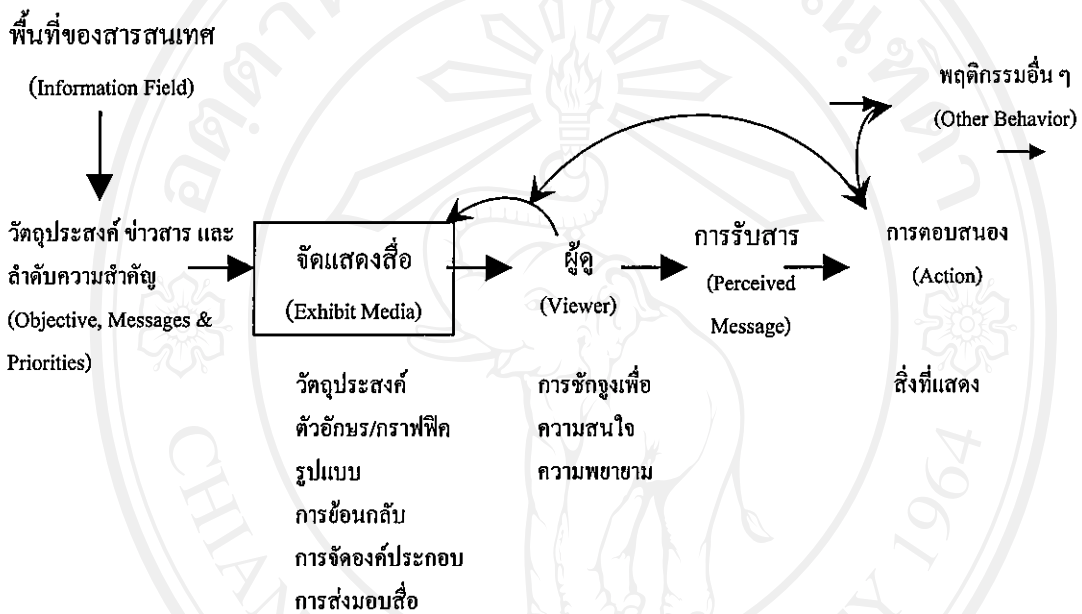 พื้นที่ของสารสนเทศ
(Information Field)
พฤติกรรมอื่น ๆ
(Other Behavior)
วัตถุประสงค์ ข่าวสาร และ
ลำดับความสำคัญ
(Objective, Messages &
Priorities)
จัดแสดงสื่อ
(Exhibit Media)
ผู้ดู
(Viewer)
การรับสาร
(Perceived
Message)
การตอบสนอง
(Action)
วัตถุประสงค์
ตัวอักษร/กราฟฟิค
รูปแบบ
การย้อนกลับ
การจัดองค์ประกอบ
การส่งมอบสื่อ
การชักจูงเพื่อ
ความสนใจ
ความพยายาม
สิ่งที่แสดง
1964